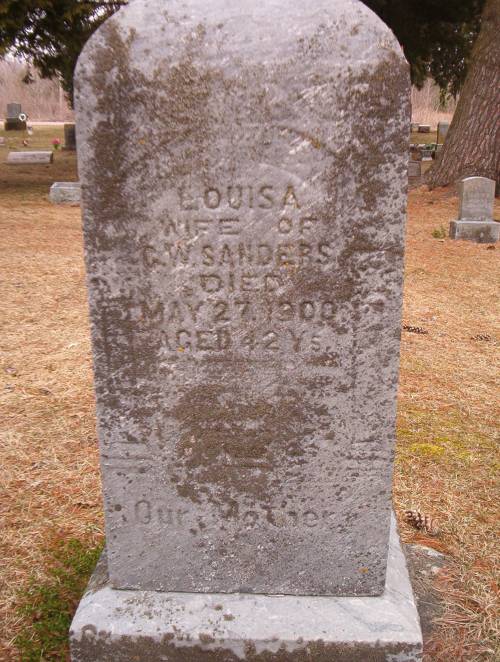 LOUISA
WIFE OF
C.W. SANDERS
DIED
MAY 27, 1900
AGED 42 Ys.
Our Mother